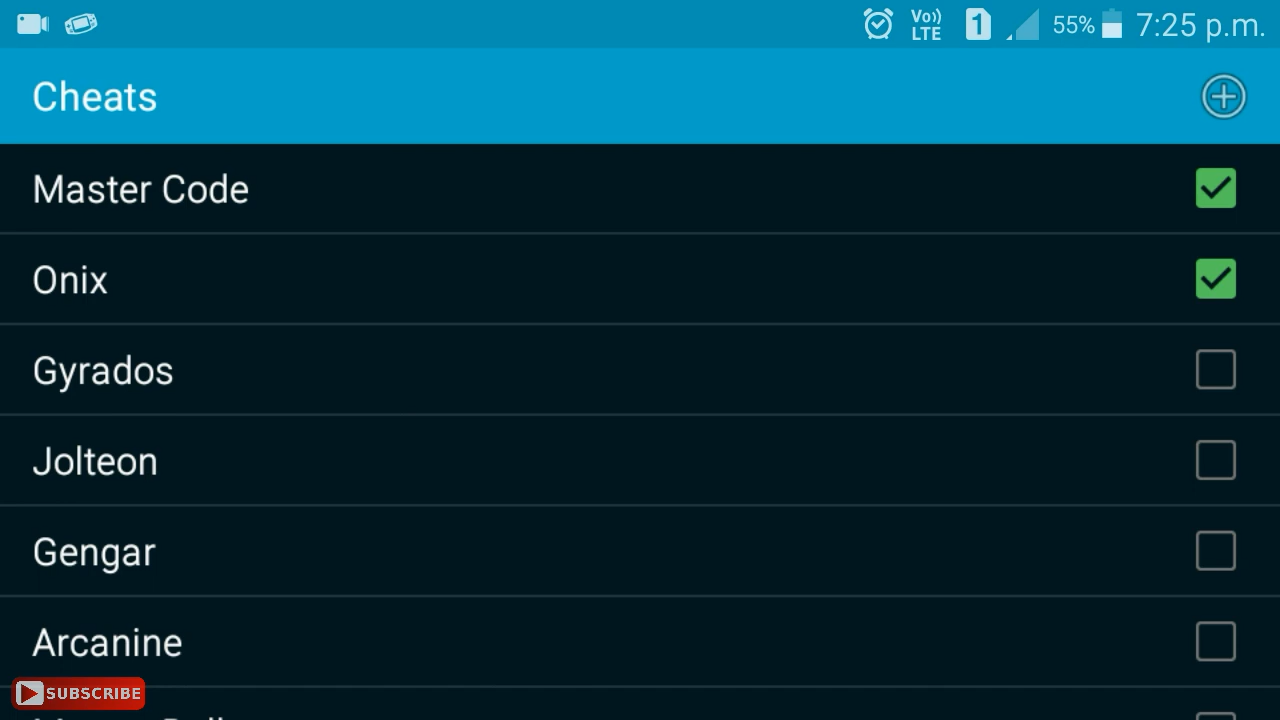 Vo)) LTE 1 55% 7:25 p.m.
Cheats
Master Code
Onix
Gyrados
Jolteon
Gengar
Arcanine
SUBSCRIBE